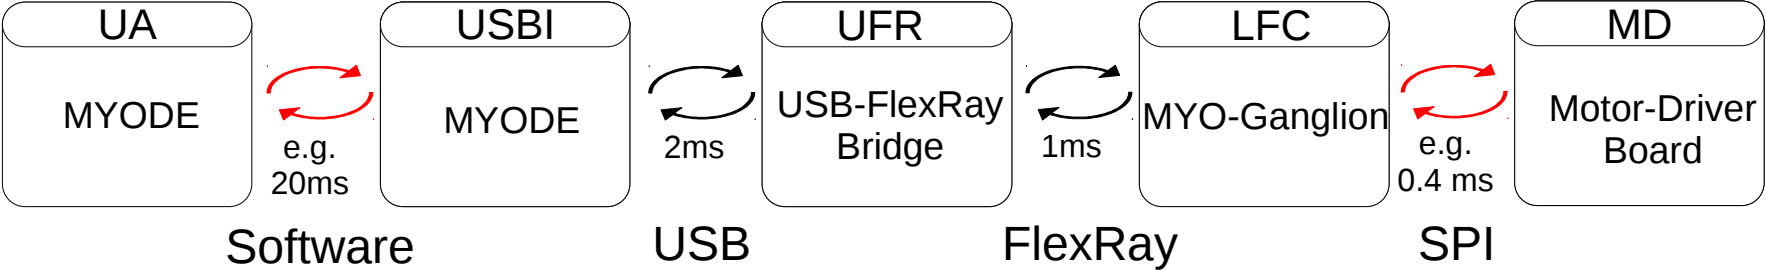 UA
MYODE
e.g.
20ms
USBI
MYODE
2ms
UFR
USB-FlexRay
Bridge
1ms
LFC
MYO-Ganglion
e.g.
0.4 ms
MD
Motor-Driver
Board
Software
USB
FlexRay
SPI